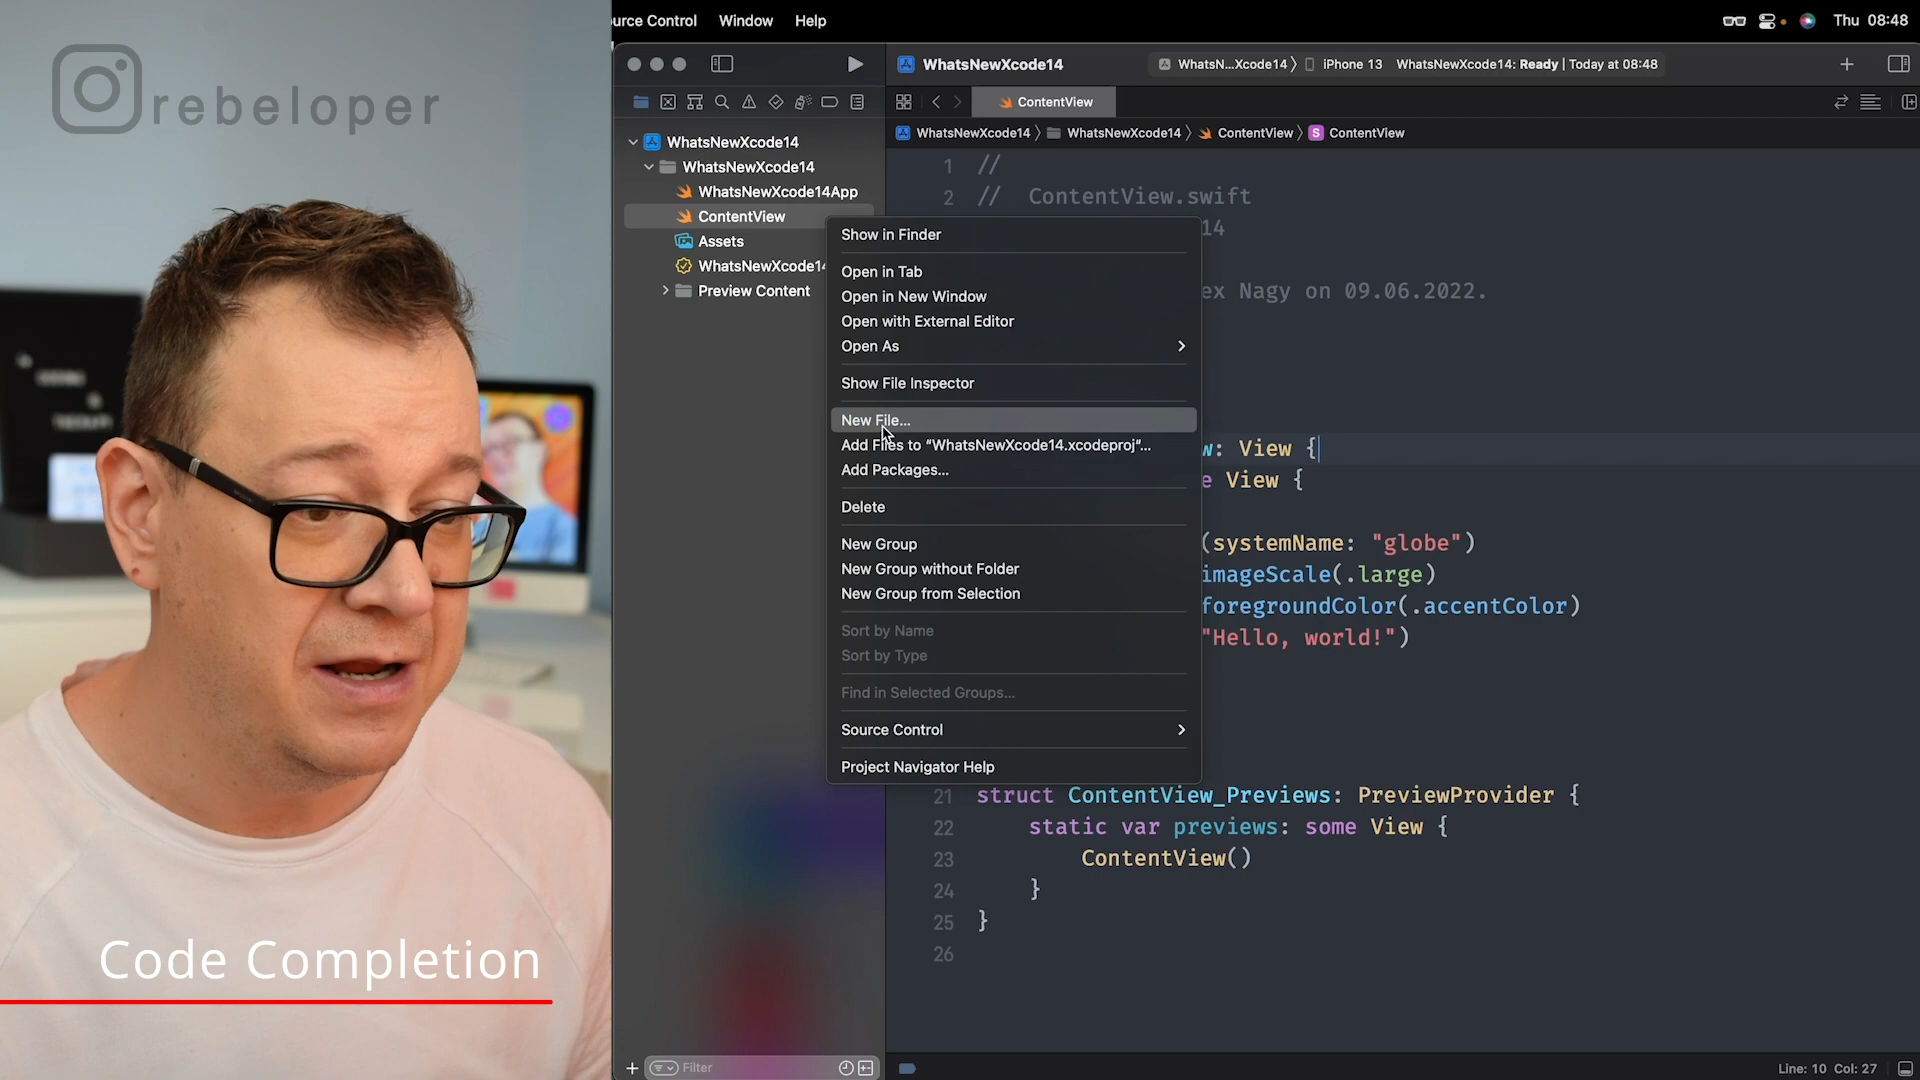 urce Control Window Help
Thu 08:48
rebeloper
WhatsNewXcode14
WhatsN...Xcode14 〉 iPhone 13 WhatsNewXcode14: Ready | Today at 08:48
ContentView
WhatsNewXcode14 〉 WhatsNewXcode14 〉 ContentView 〉 S ContentView
WhatsNewXcode14
WhatsNewXcode14
WhatsNewXcode14App
ContentView
Assets
WhatsNewXcode14
Preview Content
Show in Finder
Open in Tab
Open in New Window
Open with External Editor
Open As
Show File Inspector
New File...
Add Files to “WhatsNewXcode14.xcodeproj”...
Add Packages...
Delete
New Group
New Group without Folder
New Group from Selection
Sort by Name
Sort by Type
Find in Selected Groups...
Source Control
Project Navigator Help
1 //
2 // ContentView.swift
14
ex Nagy on 09.06.2022.
w: View {
e View {
(systemName: "globe")
imageScale(.large)
foregroundColor(.accentColor)
"Hello, world!")
21 struct ContentView_Previews: PreviewProvider {
22 static var previews: some View {
23 ContentView()
24 }
25 }
26
Code Completion
Filter
Line: 10 Col: 27